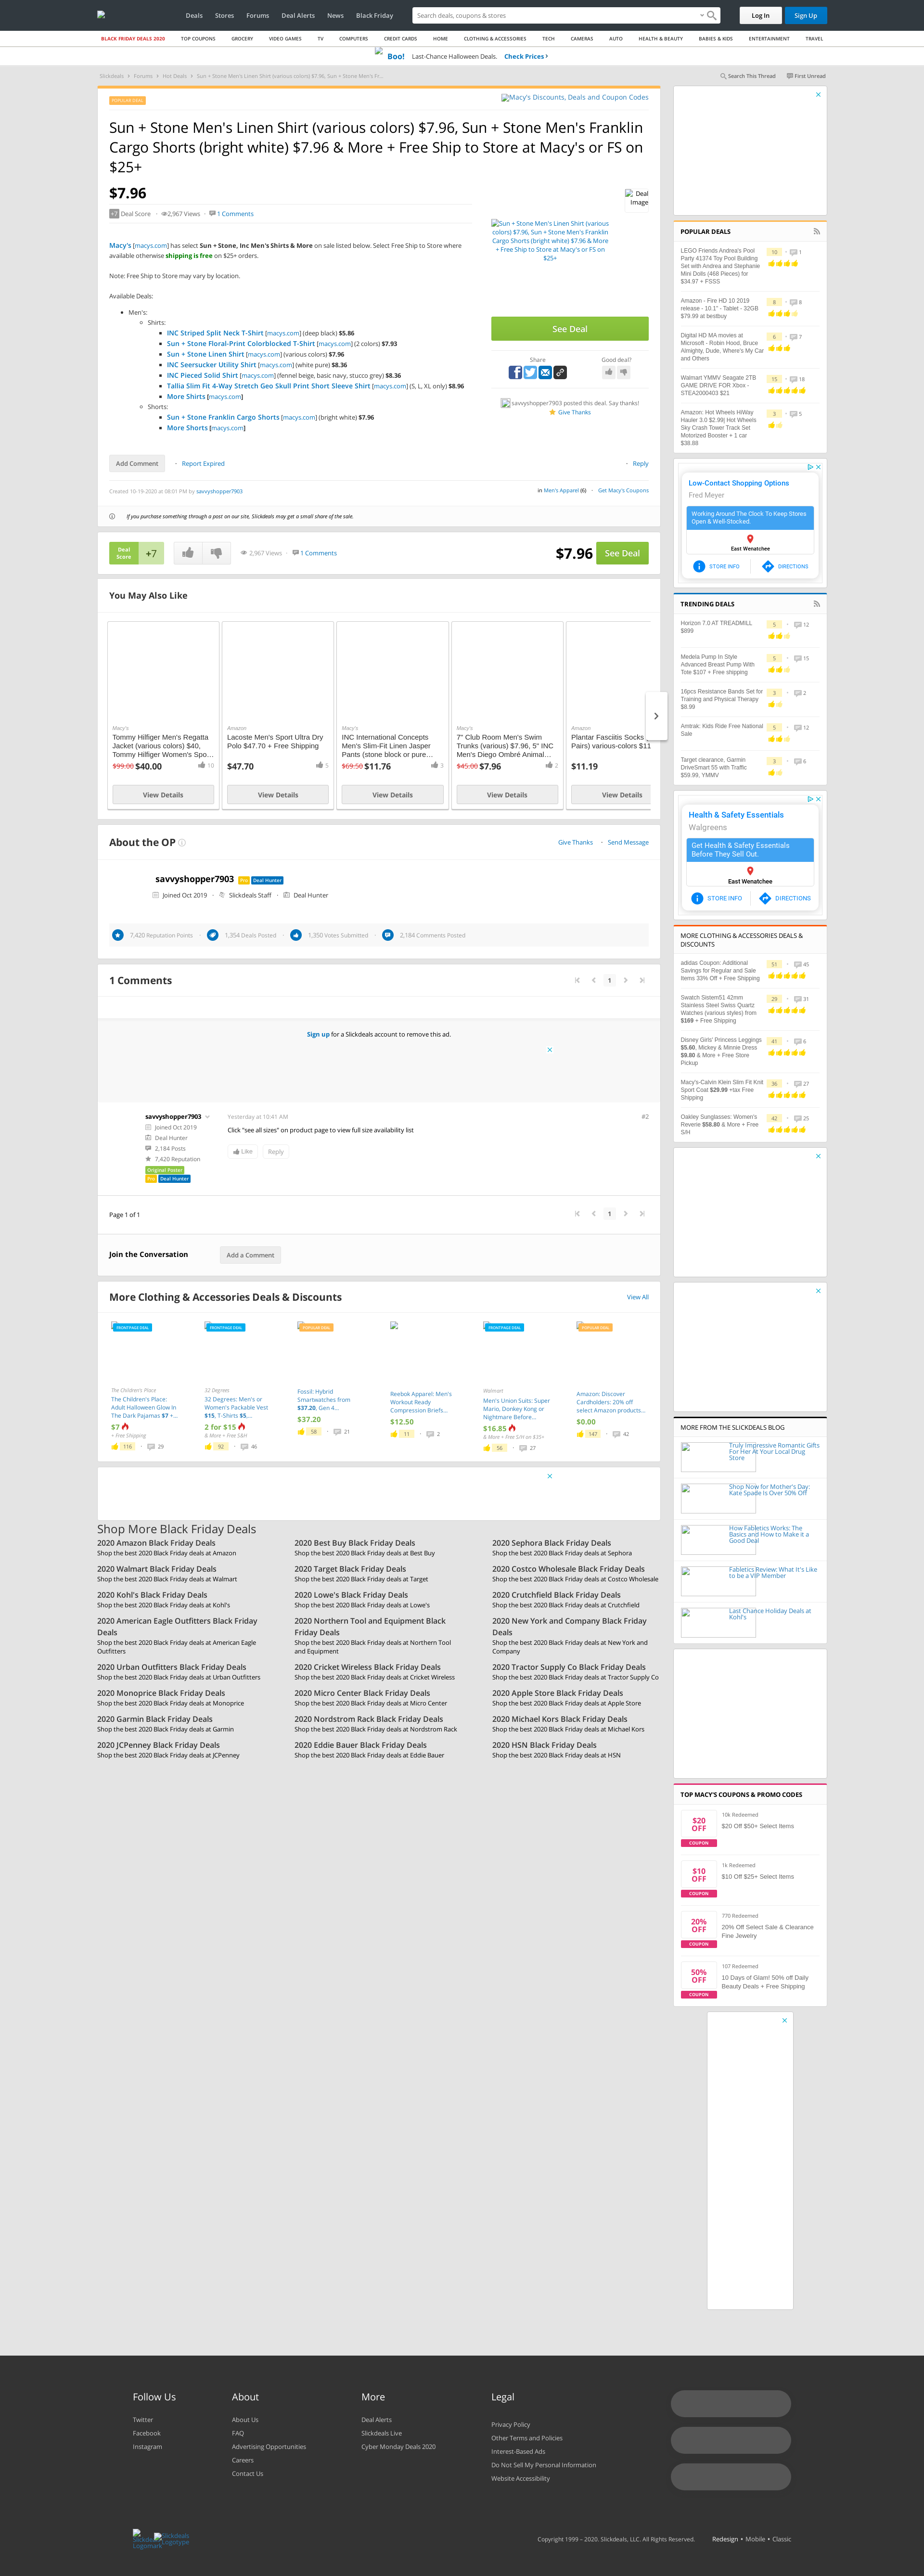 Deals Stores Forums Deal Alerts News Black Friday
Search deals, coupons & stores
Log In Sign Up
BLACK FRIDAY DEALS 2020 TOP COUPONS GROCERY VIDEO GAMES TV COMPUTERS CREDIT CARDS HOME CLOTHING & ACCESSORIES TECH CAMERAS AUTO HEALTH & BEAUTY BABIES & KIDS ENTERTAINMENT TRAVEL
Boo! Last-Chance Halloween Deals. Check Prices
Slickdeals Forums Hot Deals Sun + Stone Men's Linen Shirt (various colors) $7.96, Sun + Stone Men's Fr...
Search This Thread First Unread
POPULAR DEAL
Macy's Discounts, Deals and Coupon Codes
Sun + Stone Men's Linen Shirt (various colors) $7.96, Sun + Stone Men's Franklin
Cargo Shorts (bright white) $7.96 & More + Free Ship to Store at Macy's or FS on
$25+
$7.96
+7 Deal Score 2,967 Views 1 Comments
Deal
Image
Sun + Stone Men's Linen Shirt (various
colors) $7.96, Sun + Stone Men's Franklin
Cargo Shorts (bright white) $7.96 & More
+ Free Ship to Store at Macy's or FS on
$25+
Macy's [macys.com] has select Sun + Stone, Inc Men's Shirts & More on sale listed below. Select Free Ship to Store where
available otherwise shipping is free on $25+ orders.
Note: Free Ship to Store may vary by location.
Available Deals:
Men's:
Shirts:
INC Striped Split Neck T-Shirt [macys.com] (deep black) $5.86
Sun + Stone Floral-Print Colorblocked T-Shirt [macys.com] (2 colors) $7.93
Sun + Stone Linen Shirt [macys.com] (various colors) $7.96
INC Seersucker Utility Shirt [macys.com] (white pure) $8.36
INC Pieced Solid Shirt [macys.com] (fennel beige, basic navy, stucco grey) $8.36
Tallia Slim Fit 4-Way Stretch Geo Skull Print Short Sleeve Shirt [macys.com] (S, L, XL only) $8.96
More Shirts [macys.com]
Shorts:
Sun + Stone Franklin Cargo Shorts [macys.com] (bright white) $7.96
More Shorts [macys.com]
See Deal
Share Good deal?
savvyshopper7903 posted this deal. Say thanks!
Give Thanks
Add Comment Report Expired Reply
Created 10-19-2020 at 08:01 PM by savvyshopper7903
in Men's Apparel (6) Get Macy's Coupons
If you purchase something through a post on our site, Slickdeals may get a small share of the sale.
Deal
Score
+7 2,967 Views 1 Comments $7.96 See Deal
You May Also Like
Macy's
Tommy Hilfiger Men's Regatta
Jacket (various colors) $40,
Tommy Hilfiger Women's Spo...
$99.00 $40.00 10
View Details
Amazon
Lacoste Men's Sport Ultra Dry
Polo $47.70 + Free Shipping
$47.70 5
View Details
Macy's
INC International Concepts
Men's Slim-Fit Linen Jasper
Pants (stone block or pure...
$69.50 $11.76 3
View Details
Macy's
7" Club Room Men's Swim
Trunks (various) $7.96, 5" INC
Men's Diego Ombré Animal...
$45.00 $7.96 2
View Details
Amazon
Plantar Fasciitis Socks
Pairs) various-colors $11
$11.19
View Details
About the OP
Give Thanks Send Message
savvyshopper7903 Pro Deal Hunter
Joined Oct 2019 Slickdeals Staff Deal Hunter
7,420 Reputation Points 1,354 Deals Posted 1,350 Votes Submitted 2,184 Comments Posted
1 Comments
1
Sign up for a Slickdeals account to remove this ad.
savvyshopper7903
Joined Oct 2019
Deal Hunter
2,184 Posts
7,420 Reputation
Original Poster
Pro Deal Hunter
Yesterday at 10:41 AM #2
Click "see all sizes" on product page to view full size availability list
Like Reply
Page 1 of 1
1
Join the Conversation Add a Comment
More Clothing & Accessories Deals & Discounts View All
FRONTPAGE DEAL
The Children's Place
The Children's Place:
Adult Halloween Glow In
The Dark Pajamas $7 +...
$7
+ Free Shipping
116 29
FRONTPAGE DEAL
32 Degrees
32 Degrees: Men's or
Women's Packable Vest
$15, T-Shirts $5,...
2 for $15
& More + Free S&H
92 46
POPULAR DEAL
Fossil: Hybrid
Smartwatches from
$37.20, Gen 4...
$37.20
58 21
Reebok Apparel: Men's
Workout Ready
Compression Briefs...
$12.50
11 2
FRONTPAGE DEAL
Walmart
Men's Union Suits: Super
Mario, Donkey Kong or
Nightmare Before...
$16.85
& More + Free S/H on $35+
56 27
POPULAR DEAL
Amazon: Discover
Cardholders: 20% off
select Amazon products...
$0.00
147 42
Shop More Black Friday Deals
2020 Amazon Black Friday Deals
Shop the best 2020 Black Friday deals at Amazon
2020 Best Buy Black Friday Deals
Shop the best 2020 Black Friday deals at Best Buy
2020 Sephora Black Friday Deals
Shop the best 2020 Black Friday deals at Sephora
2020 Walmart Black Friday Deals
Shop the best 2020 Black Friday deals at Walmart
2020 Target Black Friday Deals
Shop the best 2020 Black Friday deals at Target
2020 Costco Wholesale Black Friday Deals
Shop the best 2020 Black Friday deals at Costco Wholesale
2020 Kohl's Black Friday Deals
Shop the best 2020 Black Friday deals at Kohl's
2020 Lowe's Black Friday Deals
Shop the best 2020 Black Friday deals at Lowe's
2020 Crutchfield Black Friday Deals
Shop the best 2020 Black Friday deals at Crutchfield
2020 American Eagle Outfitters Black Friday
Deals
Shop the best 2020 Black Friday deals at American Eagle
Outfitters
2020 Northern Tool and Equipment Black
Friday Deals
Shop the best 2020 Black Friday deals at Northern Tool
and Equipment
2020 New York and Company Black Friday
Deals
Shop the best 2020 Black Friday deals at New York and
Company
2020 Urban Outfitters Black Friday Deals
Shop the best 2020 Black Friday deals at Urban Outfitters
2020 Cricket Wireless Black Friday Deals
Shop the best 2020 Black Friday deals at Cricket Wireless
2020 Tractor Supply Co Black Friday Deals
Shop the best 2020 Black Friday deals at Tractor Supply Co
2020 Monoprice Black Friday Deals
Shop the best 2020 Black Friday deals at Monoprice
2020 Micro Center Black Friday Deals
Shop the best 2020 Black Friday deals at Micro Center
2020 Apple Store Black Friday Deals
Shop the best 2020 Black Friday deals at Apple Store
2020 Garmin Black Friday Deals
Shop the best 2020 Black Friday deals at Garmin
2020 Nordstrom Rack Black Friday Deals
Shop the best 2020 Black Friday deals at Nordstrom Rack
2020 Michael Kors Black Friday Deals
Shop the best 2020 Black Friday deals at Michael Kors
2020 JCPenney Black Friday Deals
Shop the best 2020 Black Friday deals at JCPenney
2020 Eddie Bauer Black Friday Deals
Shop the best 2020 Black Friday deals at Eddie Bauer
2020 HSN Black Friday Deals
Shop the best 2020 Black Friday deals at HSN
POPULAR DEALS
LEGO Friends Andrea's Pool
Party 41374 Toy Pool Building
Set with Andrea and Stephanie
Mini Dolls (468 Pieces) for
$34.97 + FSSS
10 1
Amazon - Fire HD 10 2019
release - 10.1" - Tablet - 32GB
$79.99 at bestbuy
8 8
Digital HD MA movies at
Microsoft - Robin Hood, Bruce
Almighty, Dude, Where's My Car
and Others
6 7
Walmart YMMV Seagate 2TB
GAME DRIVE FOR Xbox -
STEA2000403 $21
15 18
Amazon: Hot Wheels HiWay
Hauler 3.0 $2.99| Hot Wheels
Sky Crash Tower Track Set
Motorized Booster + 1 car
$38.88
3 5
Low-Contact Shopping Options
Fred Meyer
Working Around The Clock To Keep Stores
Open & Well-Stocked.
East Wenatchee
STORE INFO DIRECTIONS
TRENDING DEALS
Horizon 7.0 AT TREADMILL
$899
5 12
Medela Pump In Style
Advanced Breast Pump With
Tote $107 + Free shipping
5 15
16pcs Resistance Bands Set for
Training and Physical Therapy
$8.99
3 2
Amtrak: Kids Ride Free National
Sale
5 12
Target clearance, Garmin
DriveSmart 55 with Traffic
$59.99, YMMV
3 6
Health & Safety Essentials
Walgreens
Get Health & Safety Essentials
Before They Sell Out.
East Wenatchee
STORE INFO DIRECTIONS
MORE CLOTHING & ACCESSORIES DEALS &
DISCOUNTS
adidas Coupon: Additional
Savings for Regular and Sale
Items 33% Off + Free Shipping
51 45
Swatch Sistem51 42mm
Stainless Steel Swiss Quartz
Watches (various styles) from
$169 + Free Shipping
29 31
Disney Girls' Princess Leggings
$5.60, Mickey & Minnie Dress
$9.80 & More + Free Store
Pickup
41 6
Macy's-Calvin Klein Slim Fit Knit
Sport Coat $29.99 +tax Free
Shipping
36 27
Oakley Sunglasses: Women's
Reverie $58.80 & More + Free
S/H
42 25
MORE FROM THE SLICKDEALS BLOG
Truly Impressive Romantic Gifts
For Her At Your Local Drug
Store
Shop Now for Mother's Day:
Kate Spade Is Over 50% Off
How Fabletics Works: The
Basics and How to Make it a
Good Deal
Fabletics Review: What It's Like
to be a VIP Member
Last Chance Holiday Deals at
Kohl's
TOP MACY'S COUPONS & PROMO CODES
$20
OFF
COUPON
10k Redeemed
$20 Off $50+ Select Items
$10
OFF
COUPON
1k Redeemed
$10 Off $25+ Select Items
20%
OFF
COUPON
770 Redeemed
20% Off Select Sale & Clearance
Fine Jewelry
50%
OFF
COUPON
107 Redeemed
10 Days of Glam! 50% off Daily
Beauty Deals + Free Shipping
Follow Us
Twitter
Facebook
Instagram
About
About Us
FAQ
Advertising Opportunities
Careers
Contact Us
More
Deal Alerts
Slickdeals Live
Cyber Monday Deals 2020
Legal
Privacy Policy
Other Terms and Policies
Interest-Based Ads
Do Not Sell My Personal Information
Website Accessibility
Slickdeals
Logotype
Copyright 1999 – 2020. Slickdeals, LLC. All Rights Reserved. Redesign • Mobile • Classic